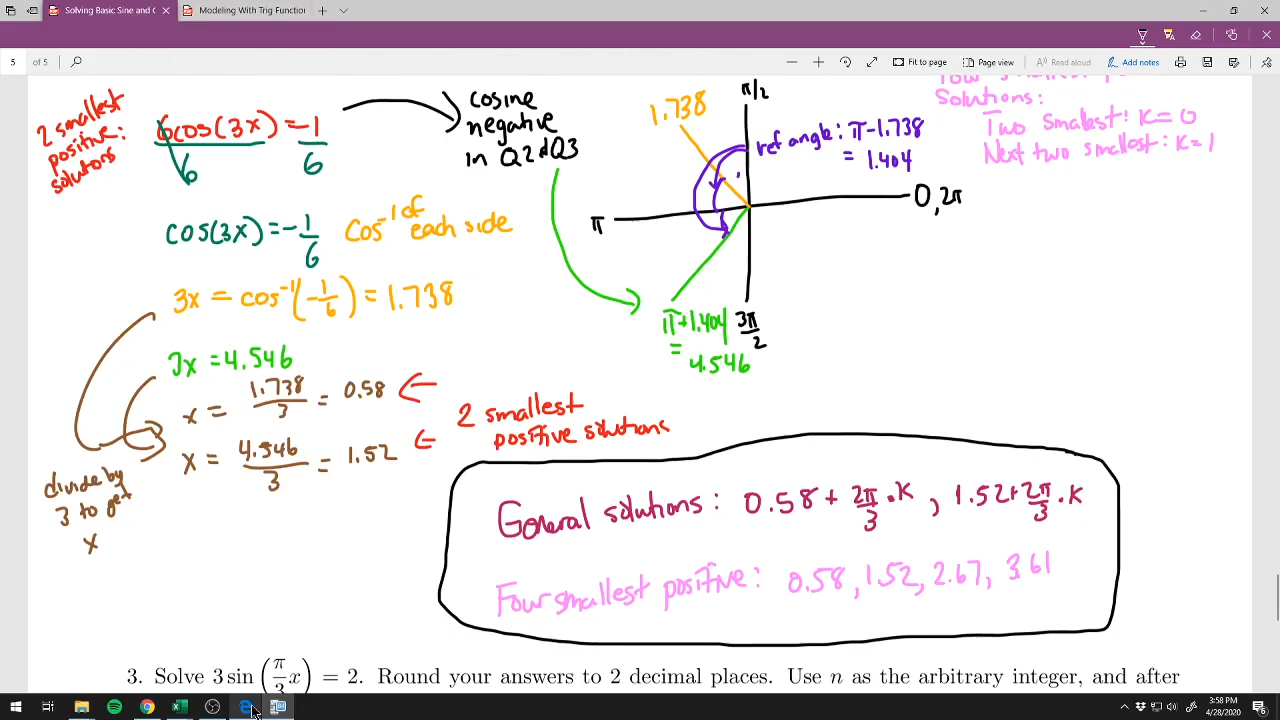 Solving Basic Sine and C
Modeling With Trig Function
5 of 5
Fit to page
Page view
Read aloud
Add notes
2 smallest
positive
solutions:
6cos(3x) = -1
6 6
cos(3x) = -1/6
Cos⁻¹ of
each side
3x = cos⁻¹(-1/6) = 1.738
3x = 4.546
x = 1.738/3 = 0.58
x = 4.546/3 = 1.52
divide by
3 to get
x
cosine
negative
in Q2&Q3
1.738
π/2
ref angle: π-1.738
= 1.404
π
0, 2π
π+1.404
= 4.546
3π/2
Solutions:
Two smallest: K=0
Next two smallest: K=1
2 smallest
positive solutions
General solutions: 0.58 + 2π/3 · K, 1.52 + 2π/3 · K
Four smallest positive: 0.58, 1.52, 2.67, 3.61
3. Solve 3 sin(π/3 x) = 2. Round your answers to 2 decimal places. Use n as the arbitrary integer, and after
3:58 PM
4/28/2020